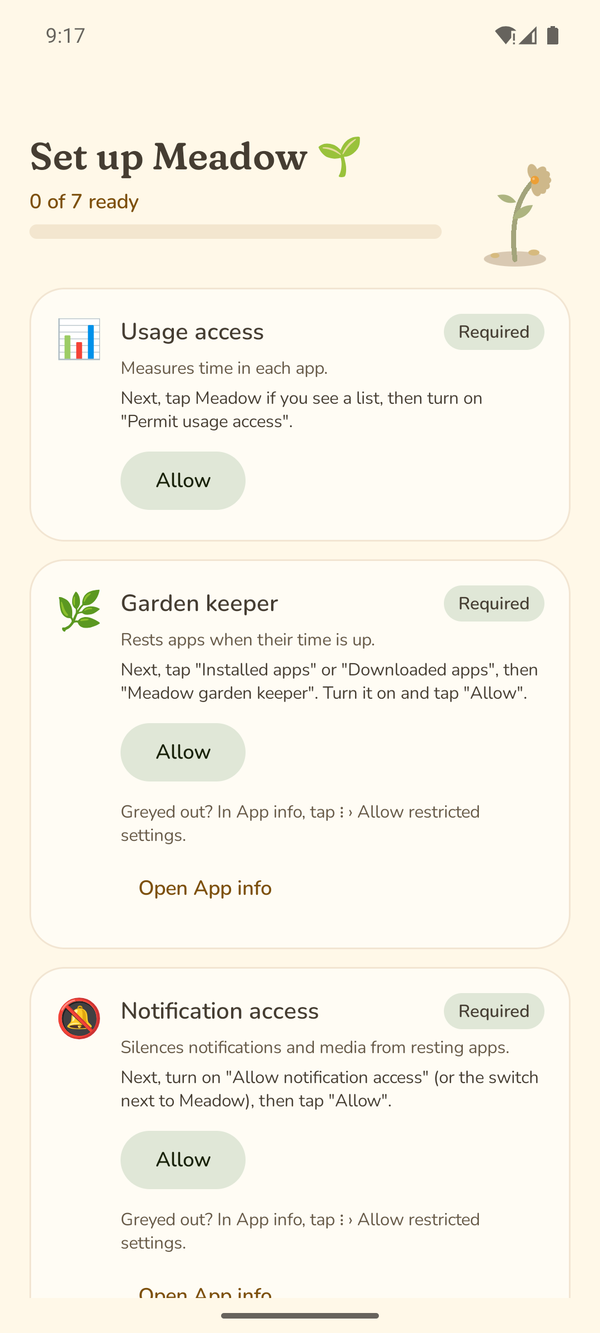 9:17
Set up Meadow 🌱
0 of 7 ready
Usage access
Required
Measures time in each app.
Next, tap Meadow if you see a list, then turn on
"Permit usage access".
Allow
Garden keeper
Required
Rests apps when their time is up.
Next, tap "Installed apps" or "Downloaded apps", then
"Meadow garden keeper". Turn it on and tap "Allow".
Allow
Greyed out? In App info, tap ⋮ › Allow restricted
settings.
Open App info
Notification access
Required
Silences notifications and media from resting apps.
Next, turn on "Allow notification access" (or the switch
next to Meadow), then tap "Allow".
Allow
Greyed out? In App info, tap ⋮ › Allow restricted
settings.
Open App info